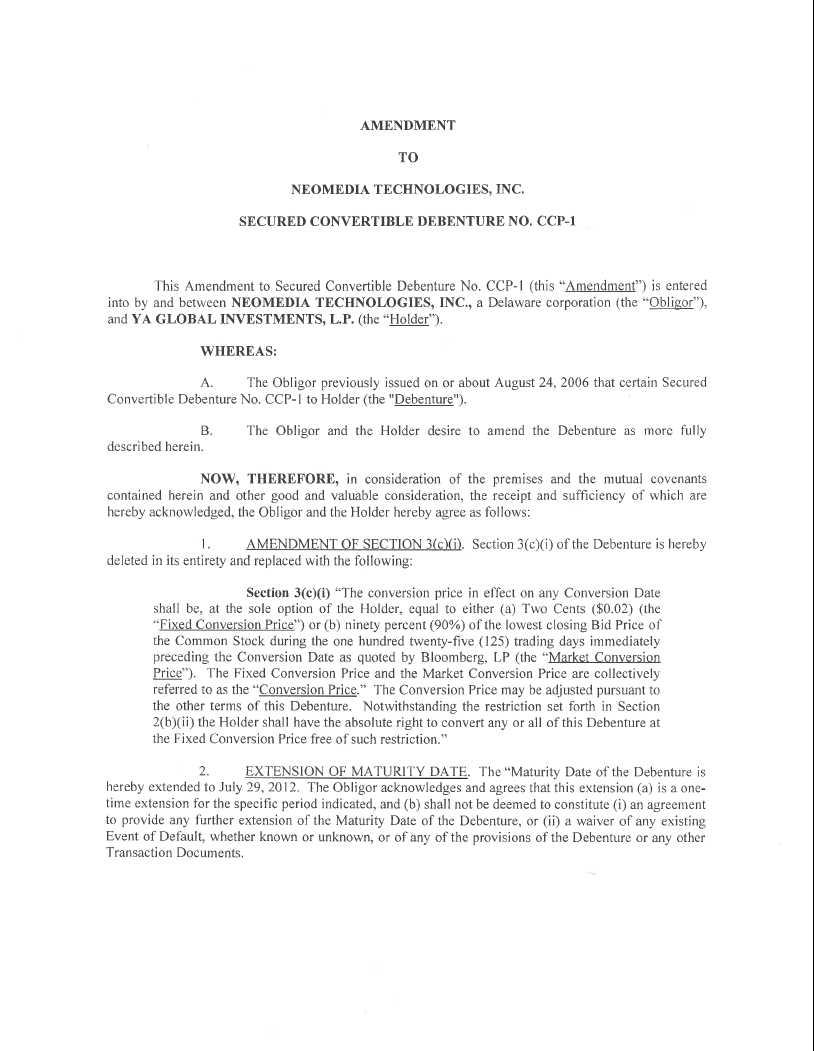 AMENDMENT
TO
NEOMEDIA TECHNOLOGIES, INC.
SECURED CONVERTIBLE DEBENTURE NO. CCP-1
This Amendment to Secured Convertible Debenture No. CCP-1 (this “Amendment”) is entered
into by and between NEOMEDIA TECHNOLOGIES, INC., a Delaware corporation (the “Obligor”),
and YA GLOBAL INVESTMENTS, L.P. (the “Holder”).
WHEREAS:
A. The Obligor previously issued on or about August 24, 2006 that certain Secured
Convertible Debenture No. CCP-1 to Holder (the "Debenture").
B. The Obligor and the Holder desire to amend the Debenture as more fully
described herein.
NOW, THEREFORE, in consideration of the premises and the mutual covenants
contained herein and other good and valuable consideration, the receipt and sufficiency of which are
hereby acknowledged, the Obligor and the Holder hereby agree as follows:
1. AMENDMENT OF SECTION 3(c)(i). Section 3(c)(i) of the Debenture is hereby
deleted in its entirety and replaced with the following:
Section 3(c)(i) “The conversion price in effect on any Conversion Date
shall be, at the sole option of the Holder, equal to either (a) Two Cents ($0.02) (the
“Fixed Conversion Price”) or (b) ninety percent (90%) of the lowest closing Bid Price of
the Common Stock during the one hundred twenty-five (125) trading days immediately
preceding the Conversion Date as quoted by Bloomberg, LP (the “Market Conversion
Price”). The Fixed Conversion Price and the Market Conversion Price are collectively
referred to as the “Conversion Price.” The Conversion Price may be adjusted pursuant to
the other terms of this Debenture. Notwithstanding the restriction set forth in Section
2(b)(ii) the Holder shall have the absolute right to convert any or all of this Debenture at
the Fixed Conversion Price free of such restriction.”
2. EXTENSION OF MATURITY DATE. The “Maturity Date of the Debenture is
hereby extended to July 29, 2012. The Obligor acknowledges and agrees that this extension (a) is a one-
time extension for the specific period indicated, and (b) shall not be deemed to constitute (i) an agreement
to provide any further extension of the Maturity Date of the Debenture, or (ii) a waiver of any existing
Event of Default, whether known or unknown, or of any of the provisions of the Debenture or any other
Transaction Documents.